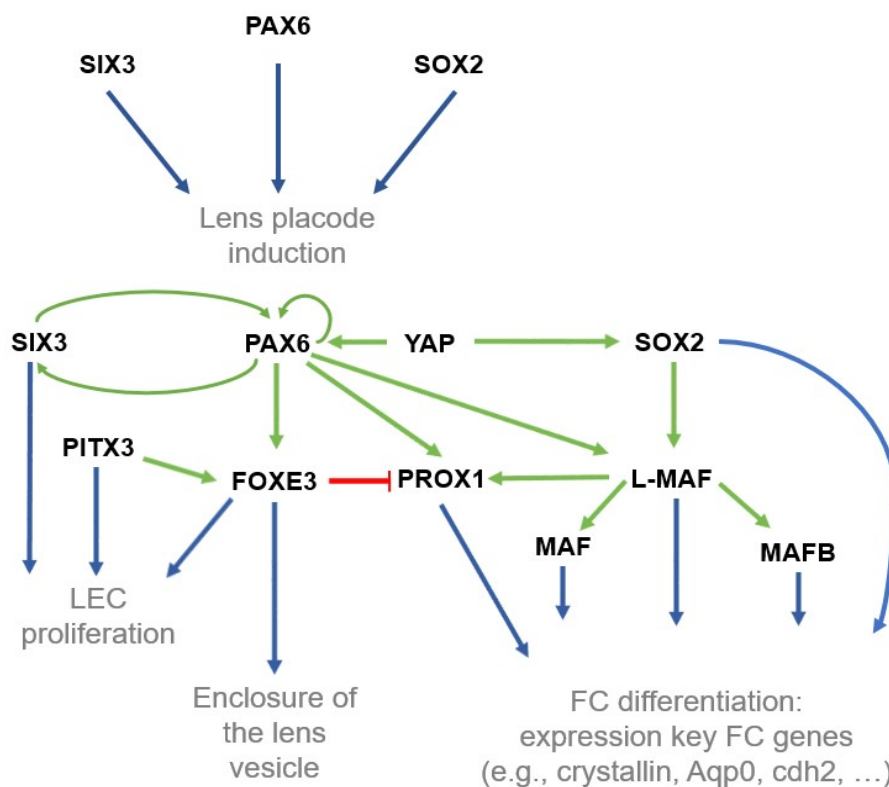 PAX6
SIX3
SOX2
Lens placode
induction
SIX3
PAX6
YAP
SOX2
PITX3
FOXE3
PROX1
L-MAF
MAF
MAFB
LEC
proliferation
Enclosure of
the lens
vesicle
FC differentiation:
expression key FC genes
(e.g., crystallin, Aqp0, cdh2, …)